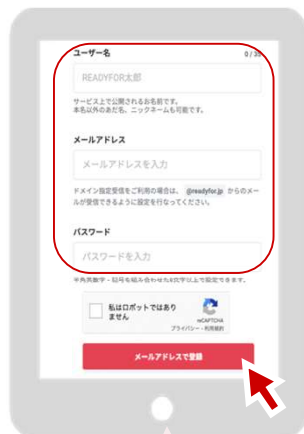 ユーザー名 0 / 35
READYFOR太郎
サービス上で公開されるお名前です。
本名以外のあだ名、ニックネームも可能です。
メールアドレス
メールアドレスを入力
ドメイン指定受信をご利用の場合は、 @readyfor.jp からのメー
ルが受信できるように設定を行なってください。
パスワード
パスワードを入力
半角英数字・記号を組み合わせた8文字以上で設定できます。
私はロボットではあり
ません
reCAPTCHA
プライバシー - 利用規約
メールアドレスで登録